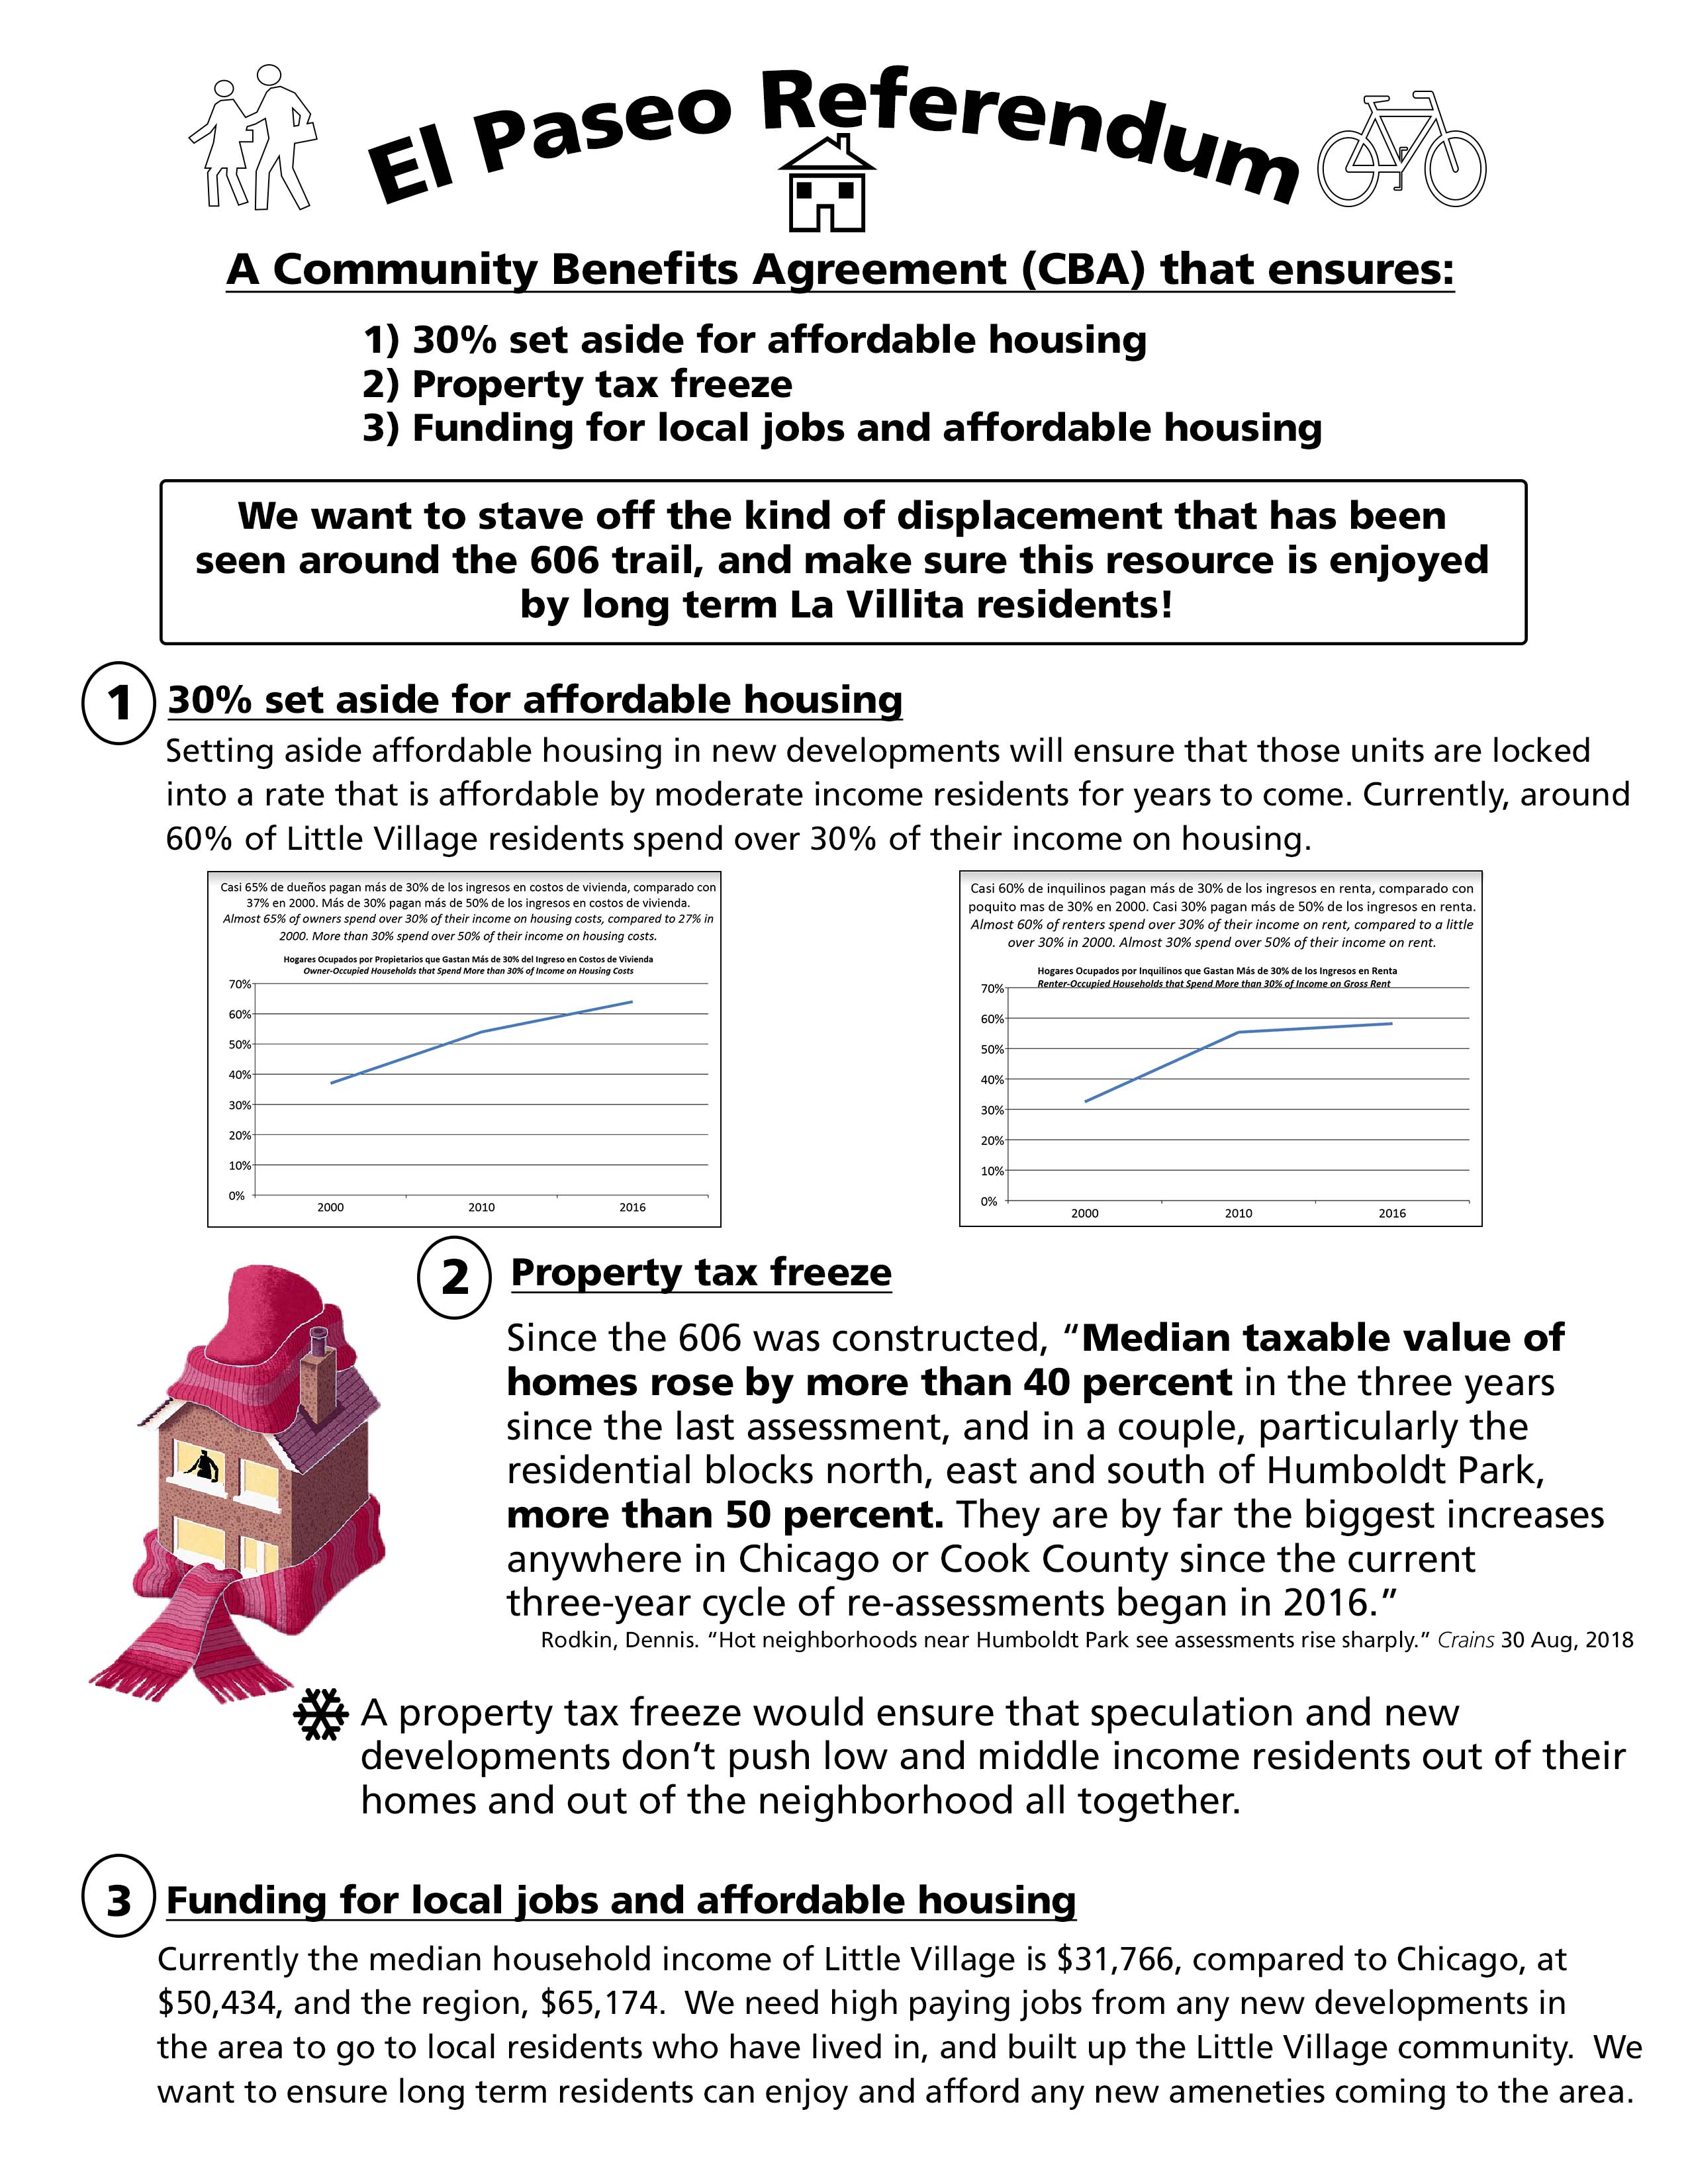 El Paseo Referendum
A Community Benefits Agreement (CBA) that ensures:
1) 30% set aside for affordable housing
2) Property tax freeze
3) Funding for local jobs and affordable housing
We want to stave off the kind of displacement that has been
seen around the 606 trail, and make sure this resource is enjoyed
by long term La Villita residents!
1 30% set aside for affordable housing
Setting aside affordable housing in new developments will ensure that those units are locked
into a rate that is affordable by moderate income residents for years to come. Currently, around
60% of Little Village residents spend over 30% of their income on housing.
Casi 65% de dueños pagan más de 30% de los ingresos en costos de vivienda, comparado con
37% en 2000. Más de 30% pagan más de 50% de los ingresos en costos de vivienda.
Almost 65% of owners spend over 30% of their income on housing costs, compared to 27% in
2000. More than 30% spend over 50% of their income on housing costs.
Hogares Ocupados por Propietarios que Gastan Más de 30% del Ingreso en Costos de Vivienda
Owner-Occupied Households that Spend More than 30% of Income on Housing Costs
70%
60%
50%
40%
30%
20%
10%
0%
2000 2010 2016
Casi 60% de inquilinos pagan más de 30% de los ingresos en renta, comparado con
poquito mas de 30% en 2000. Casi 30% pagan más de 50% de los ingresos en renta.
Almost 60% of renters spend over 30% of their income on rent, compared to a little
over 30% in 2000. Almost 30% spend over 50% of their income on rent.
Hogares Ocupados por Inquilinos que Gastan Más de 30% de los Ingresos en Renta
Renter-Occupied Households that Spend More than 30% of Income on Gross Rent
70%
60%
50%
40%
30%
20%
10%
0%
2000 2010 2016
2 Property tax freeze
Since the 606 was constructed, “Median taxable value of
homes rose by more than 40 percent in the three years
since the last assessment, and in a couple, particularly the
residential blocks north, east and south of Humboldt Park,
more than 50 percent. They are by far the biggest increases
anywhere in Chicago or Cook County since the current
three-year cycle of re-assessments began in 2016.”
Rodkin, Dennis. “Hot neighborhoods near Humboldt Park see assessments rise sharply.” Crains 30 Aug, 2018
A property tax freeze would ensure that speculation and new
developments don’t push low and middle income residents out of their
homes and out of the neighborhood all together.
3 Funding for local jobs and affordable housing
Currently the median household income of Little Village is $31,766, compared to Chicago, at
$50,434, and the region, $65,174. We need high paying jobs from any new developments in
the area to go to local residents who have lived in, and built up the Little Village community. We
want to ensure long term residents can enjoy and afford any new ameneties coming to the area.